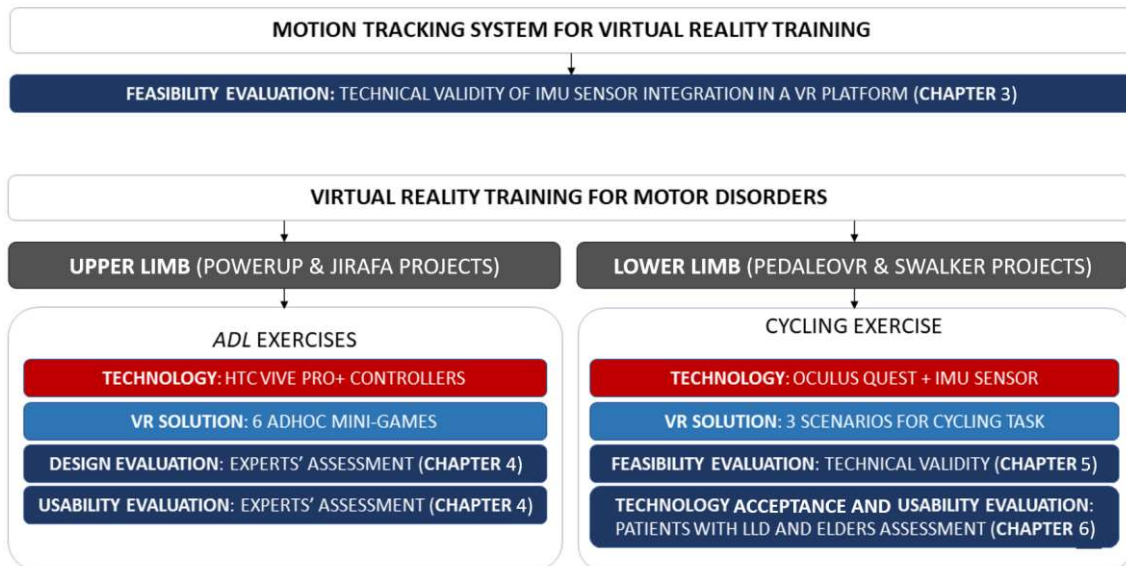 MOTION TRACKING SYSTEM FOR VIRTUAL REALITY TRAINING
FEASIBILITY EVALUATION: TECHNICAL VALIDITY OF IMU SENSOR INTEGRATION IN A VR PLATFORM (CHAPTER 3)
VIRTUAL REALITY TRAINING FOR MOTOR DISORDERS
UPPER LIMB (POWERUP & JIRAFA PROJECTS)
ADL EXERCISES
TECHNOLOGY: HTC VIVE PRO+ CONTROLLERS
VR SOLUTION: 6 ADHOC MINI-GAMES
DESIGN EVALUATION: EXPERTS' ASSESSMENT (CHAPTER 4)
USABILITY EVALUATION: EXPERTS' ASSESSMENT (CHAPTER 4)
LOWER LIMB (PEDALEOVR & SWALKER PROJECTS)
CYCLING EXERCISE
TECHNOLOGY: OCULUS QUEST + IMU SENSOR
VR SOLUTION: 3 SCENARIOS FOR CYCLING TASK
FEASIBILITY EVALUATION: TECHNICAL VALIDITY (CHAPTER 5)
TECHNOLOGY ACCEPTANCE AND USABILITY EVALUATION:
PATIENTS WITH LLD AND ELDERS ASSESSMENT (CHAPTER 6)